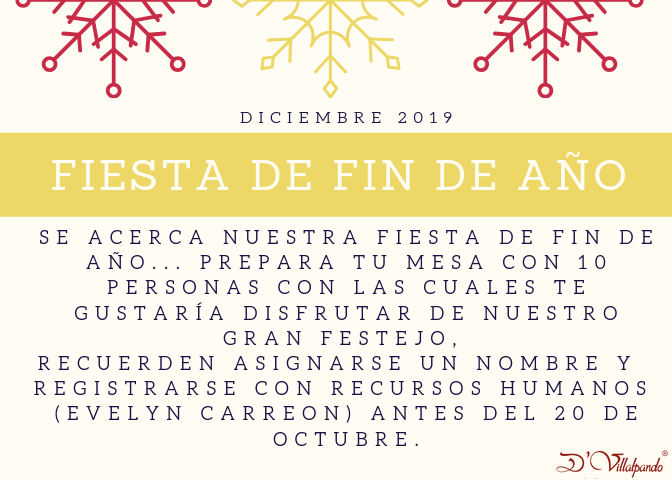 DICIEMBRE 2019
FIESTA DE FIN DE AÑO
SE ACERCA NUESTRA FIESTA DE FIN DE
AÑO... PREPARA TU MESA CON 10
PERSONAS CON LAS CUALES TE
GUSTARÍA DISFRUTAR DE NUESTRO
GRAN FESTEJO,
RECUERDEN ASIGNARSE UN NOMBRE Y
REGISTRARSE CON RECURSOS HUMANOS
(EVELYN CARREON) ANTES DEL 20 DE
OCTUBRE.
D'Villalpando®